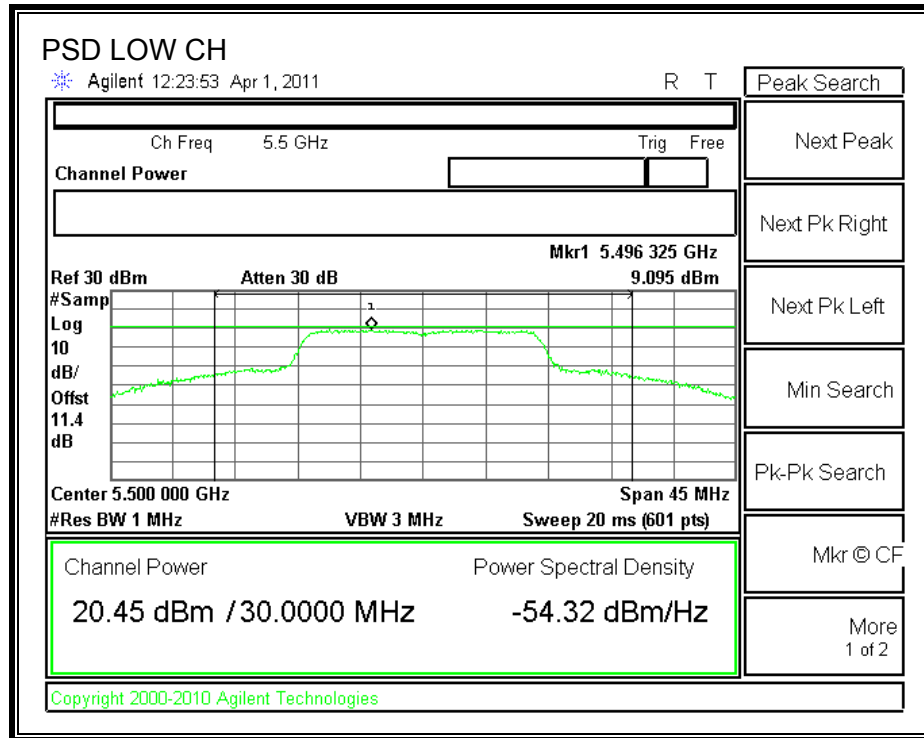 PSD LOW CH
Agilent 12:23:53 Apr 1, 2011 R T
Peak Search
Ch Freq 5.5 GHz Trig Free
Channel Power
Next Peak
Next Pk Right
Mkr1 5.496 325 GHz
Ref 30 dBm Atten 30 dB 9.095 dBm
#Samp
Log
10
dB/
Offst
11.4
dB
1
Next Pk Left
Min Search
Pk-Pk Search
Center 5.500 000 GHz Span 45 MHz
#Res BW 1 MHz VBW 3 MHz Sweep 20 ms (601 pts)
Channel Power Power Spectral Density
20.45 dBm / 30.0000 MHz -54.32 dBm/Hz
Mkr © CF
More
1 of 2
Copyright 2000-2010 Agilent Technologies